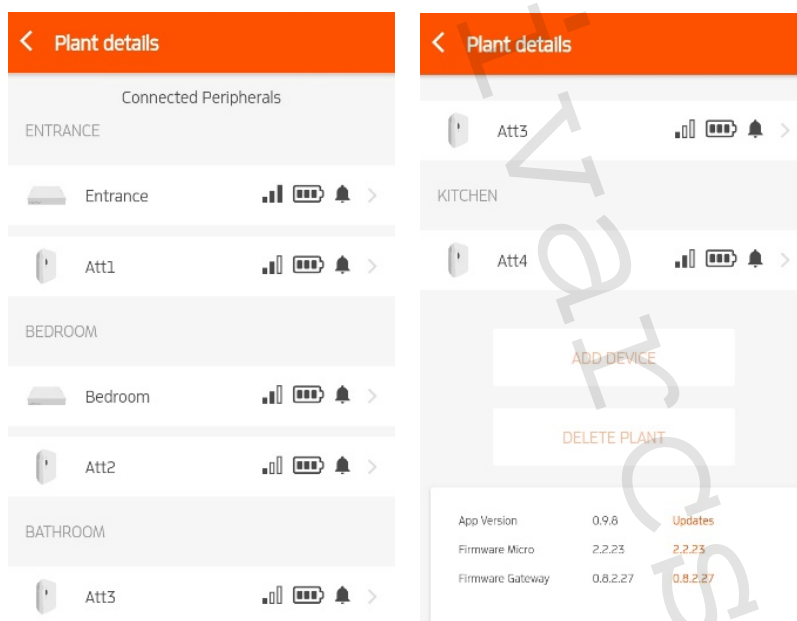 Plant details
Connected Peripherals
ENTRANCE
Entrance
Att1
BEDROOM
Bedroom
Att2
BATHROOM
Att3
Plant details
Att3
KITCHEN
Att4
ADD DEVICE
DELETE PLANT
App Version 0.9.8 Updates
Firmware Micro 2.2.23 2.2.23
Firmware Gateway 0.8.2.27 0.8.2.27